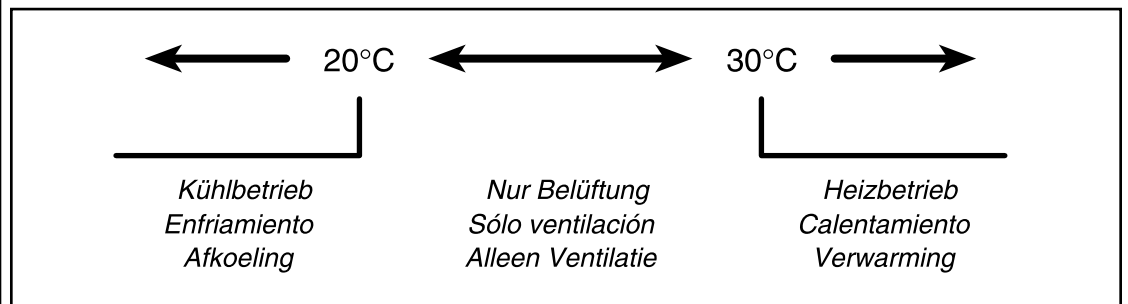 20°C 30°C
Kühlbetrieb Nur Belüftung Heizbetrieb
Enfriamiento Sólo ventilación Calentamiento
Afkoeling Alleen Ventilatie Verwarming